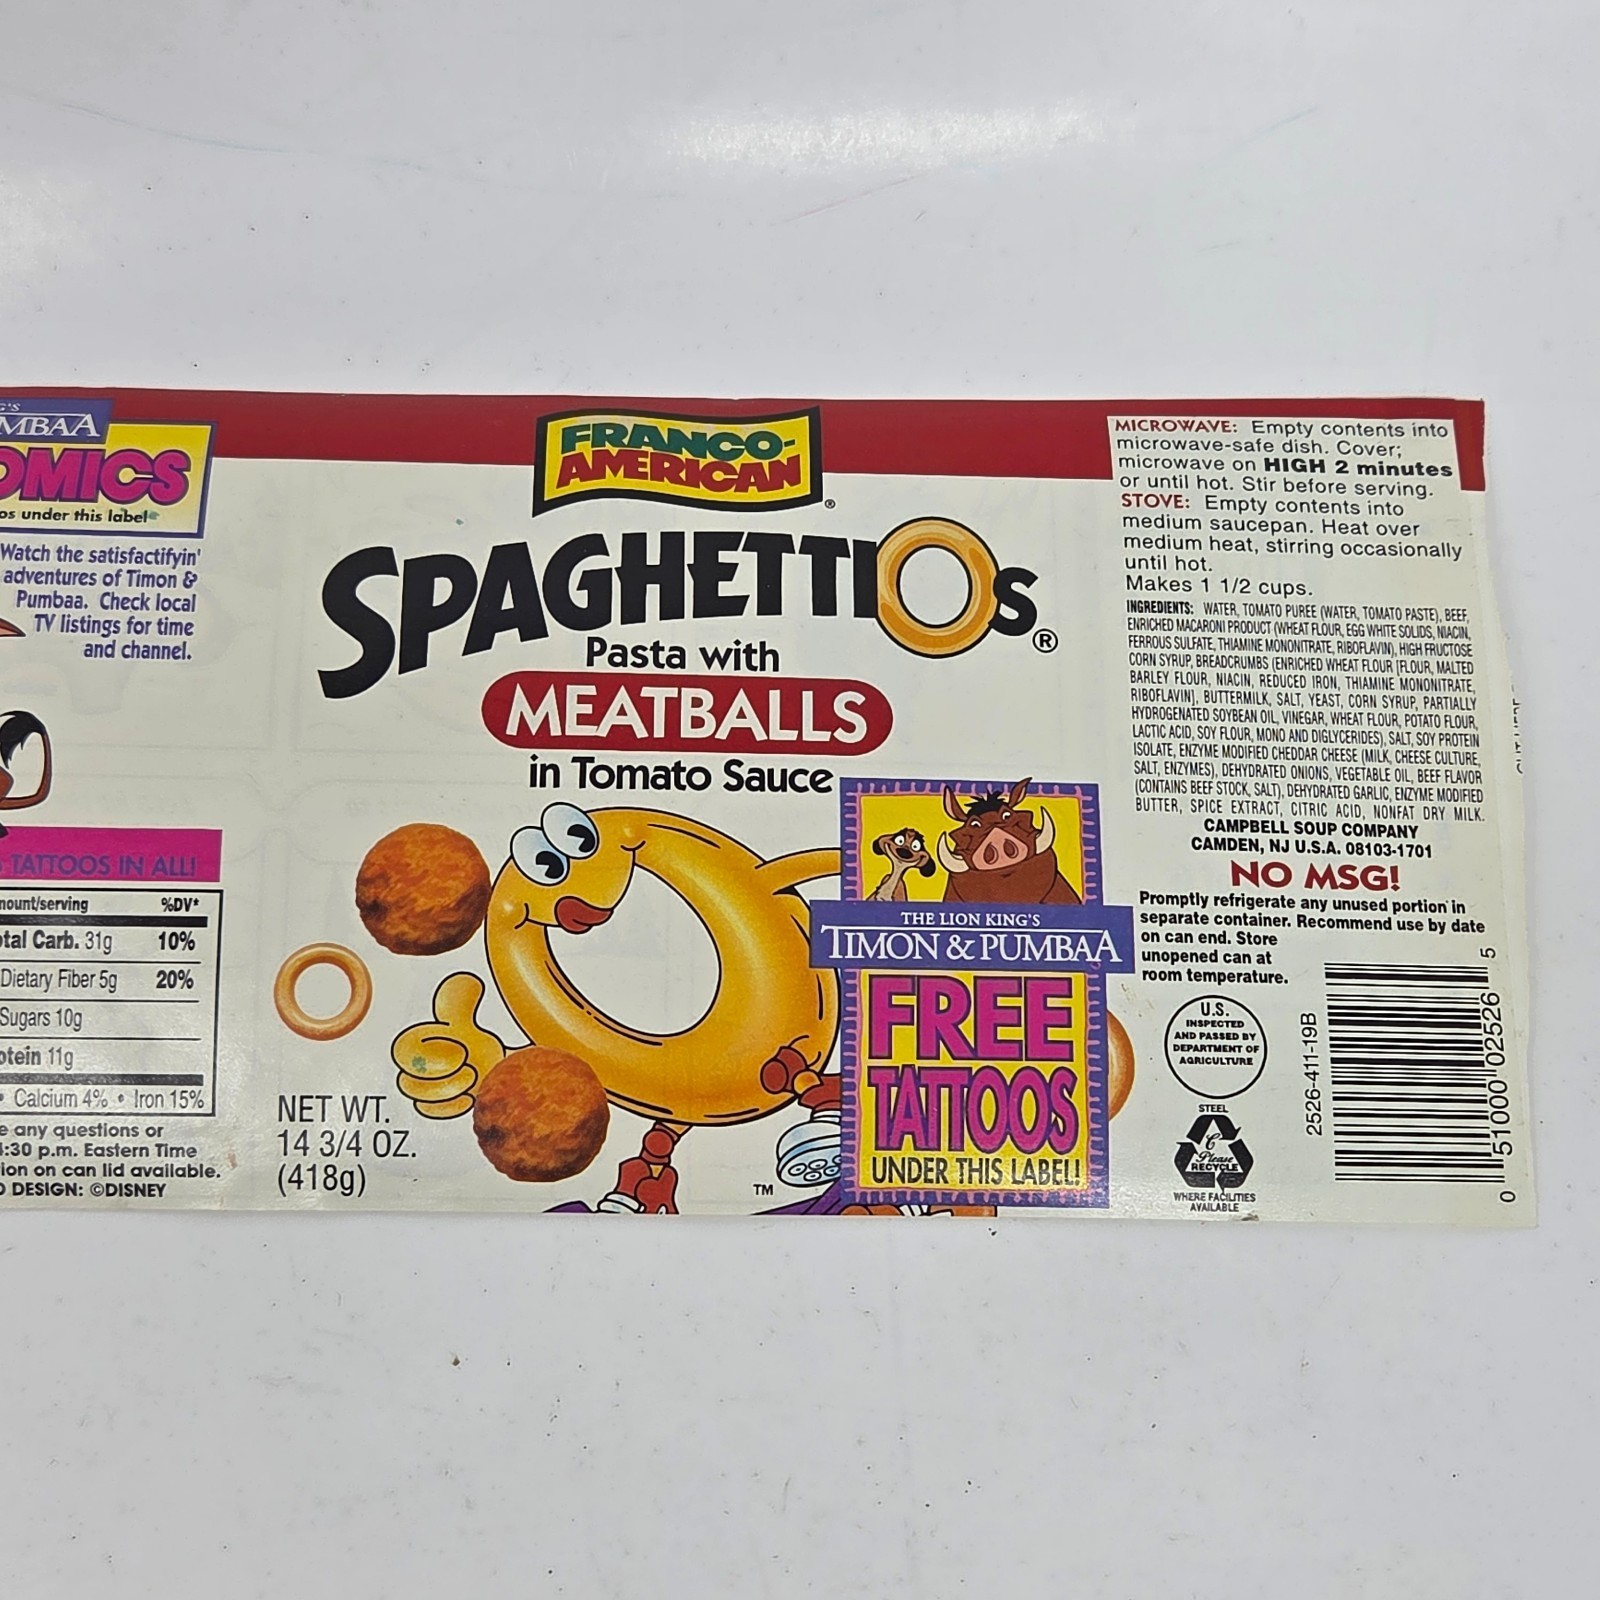 MBAA
OMICS
os under this label
Watch the satisfactifyin'
adventures of Timon &
Pumbaa. Check local
TV listings for time
and channel.
TATTOOS IN ALL!
mount/serving %DV*
otal Carb. 31g 10%
Dietary Fiber 5g 20%
Sugars 10g
otein 11g
• Calcium 4% • Iron 15%
e any questions or
:30 p.m. Eastern Time
ion on can lid available.
DESIGN: ©DISNEY
FRANCO-
AMERICAN®
SPAGHETTIOS®
Pasta with
MEATBALLS
in Tomato Sauce
NET WT.
14 3/4 OZ.
(418g)
TM
THE LION KING'S
TIMON & PUMBAA
FREE
TATTOOS
UNDER THIS LABEL!
MICROWAVE: Empty contents into
microwave-safe dish. Cover;
microwave on HIGH 2 minutes
or until hot. Stir before serving.
STOVE: Empty contents into
medium saucepan. Heat over
medium heat, stirring occasionally
until hot.
Makes 1 1/2 cups.
INGREDIENTS: WATER, TOMATO PUREE (WATER, TOMATO PASTE), BEEF,
ENRICHED MACARONI PRODUCT (WHEAT FLOUR, EGG WHITE SOLIDS, NIACIN,
FERROUS SULFATE, THIAMINE MONONITRATE, RIBOFLAVIN), HIGH FRUCTOSE
CORN SYRUP, BREADCRUMBS (ENRICHED WHEAT FLOUR [FLOUR, MALTED
BARLEY FLOUR, NIACIN, REDUCED IRON, THIAMINE MONONITRATE,
RIBOFLAVIN], BUTTERMILK, SALT, YEAST, CORN SYRUP, PARTIALLY
HYDROGENATED SOYBEAN OIL, VINEGAR, WHEAT FLOUR, POTATO FLOUR,
LACTIC ACID, SOY FLOUR, MONO AND DIGLYCERIDES), SALT, SOY PROTEIN
ISOLATE, ENZYME MODIFIED CHEDDAR CHEESE (MILK, CHEESE CULTURE,
SALT, ENZYMES), DEHYDRATED ONIONS, VEGETABLE OIL, BEEF FLAVOR
(CONTAINS BEEF STOCK, SALT), DEHYDRATED GARLIC, ENZYME MODIFIED
BUTTER, SPICE EXTRACT, CITRIC ACID, NONFAT DRY MILK.
CAMPBELL SOUP COMPANY
CAMDEN, NJ U.S.A. 08103-1701
NO MSG!
Promptly refrigerate any unused portion in
separate container. Recommend use by date
on can end. Store
unopened can at
room temperature.
U.S.
INSPECTED
AND PASSED BY
DEPARTMENT OF
AGRICULTURE
STEEL
Please
RECYCLE
WHERE FACILITIES
AVAILABLE
2526-411-19B
0 51000 02526 5